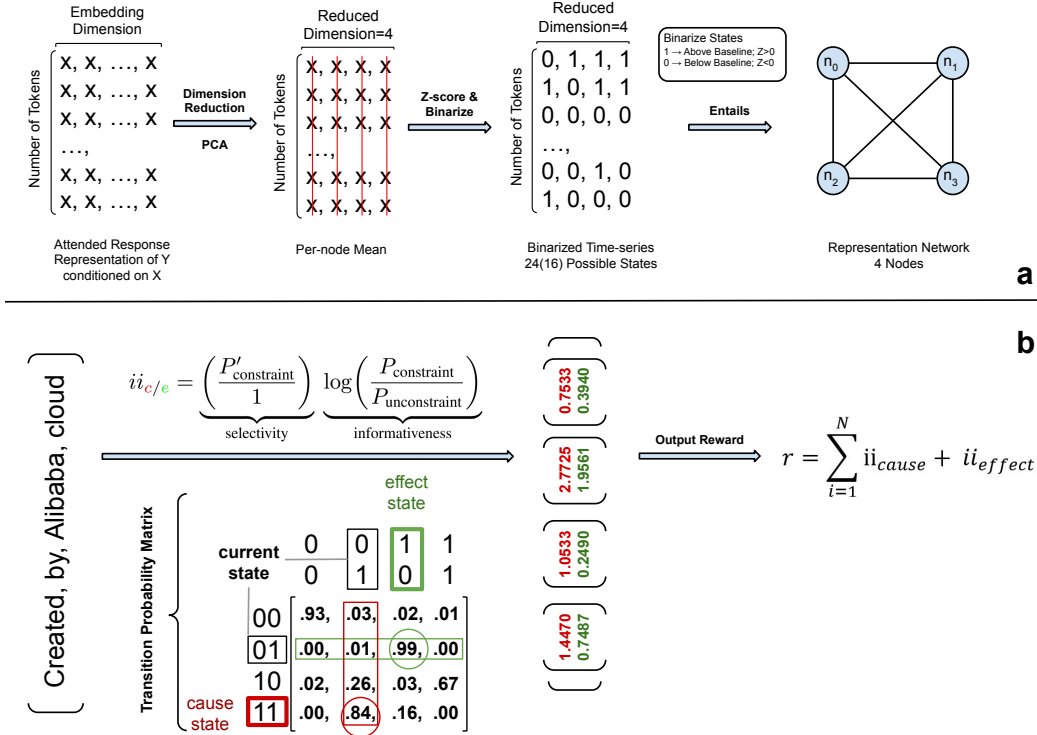 Embedding
Dimension
Number of Tokens
X, X, ..., X
X, X, ..., X
X, X, ..., X
...,
X, X, ..., X
X, X, ..., X
Attended Response
Representation of Y
conditioned on X
Dimension
Reduction
PCA
Reduced
Dimension=4
Number of Tokens
X, X, X, X
X, X, X, X
X, X, X, X
...,
X, X, X, X
X, X, X, X
Per-node Mean
Z-score &
Binarize
Reduced
Dimension=4
Number of Tokens
0, 1, 1, 1
1, 0, 1, 1
0, 0, 0, 0
...,
0, 0, 1, 0
1, 0, 0, 0
Binarized Time-series
24(16) Possible States
Binarize States
1 → Above Baseline; Z>0
0 → Below Baseline; Z<0
Entails
n0
n1
n2
n3
Representation Network
4 Nodes
a
b
Created, by, Alibaba, cloud
ii_c/e = (P'constraint / 1) log(Pconstraint / Punconstraint)
selectivity
informativeness
Transition Probability Matrix
effect
state
current
state
0 0 1 1
0 1 0 1
00 .93, .03, .02, .01
01 .00, .01, .99, .00
10 .02, .26, .03, .67
11 .00, .84, .16, .00
cause
state
0.7533
0.3940
2.7725
1.9561
1.0533
0.2490
1.4470
0.7487
Output Reward
r = ∑ i=1 N ii_cause + ii_effect